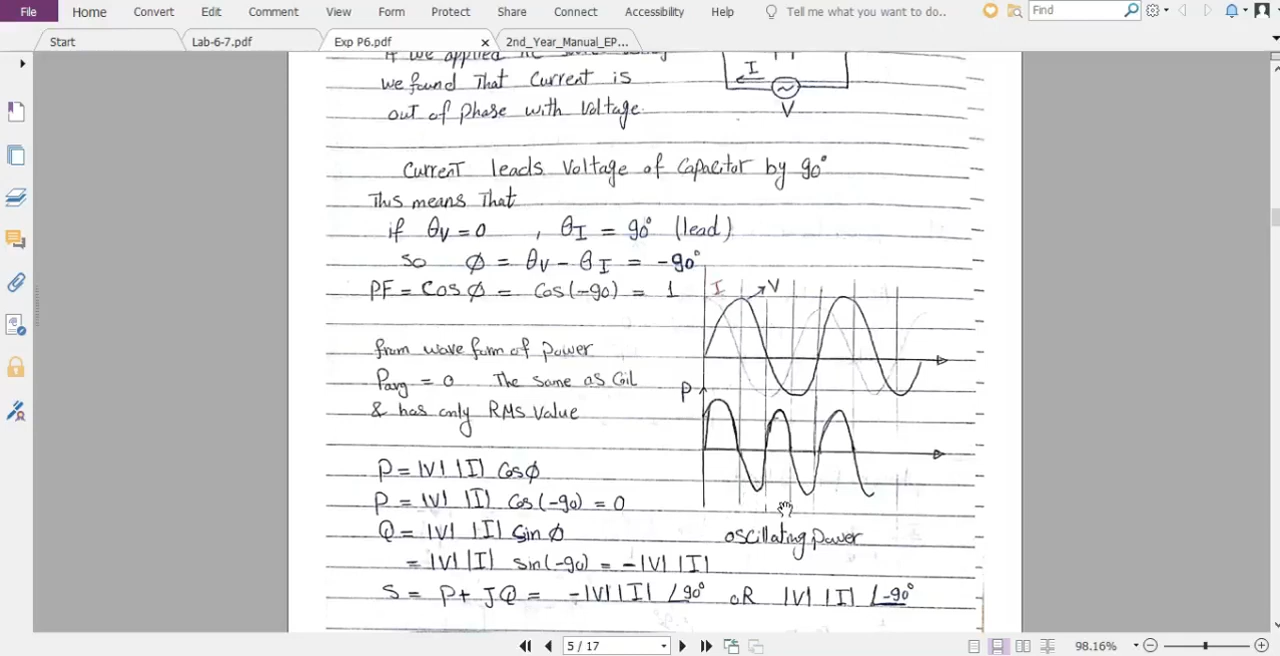 File Home Convert Edit Comment View Form Protect Share Connect Accessibility Help Tell me what you want to do.. Find
Start Lab-6-7.pdf Exp P6.pdf × 2nd_Year_Manual_EP...
if we applied
we found That Current is
out of phase with Voltage.
I
V
Current leads Voltage of Capacitor by 90°
This means That
if θV = 0 , θI = 90° (lead)
so ∅ = θV - θI = -90°
PF = Cos∅ = Cos(-90) = 1
I V
from wave form of Power
Pavg = 0 The same as Coil
& has only RMS Value
P
P = |V| |I| Cos∅
P = |V| |I| Cos(-90) = 0
Q = |V| |I| Sin∅
oscillating Power
= |V| |I| sin(-90) = -|V| |I|
S = P + JQ = -|V| |I| ∠90° oR |V| |I| ∠-90°
5 / 17 98.16%